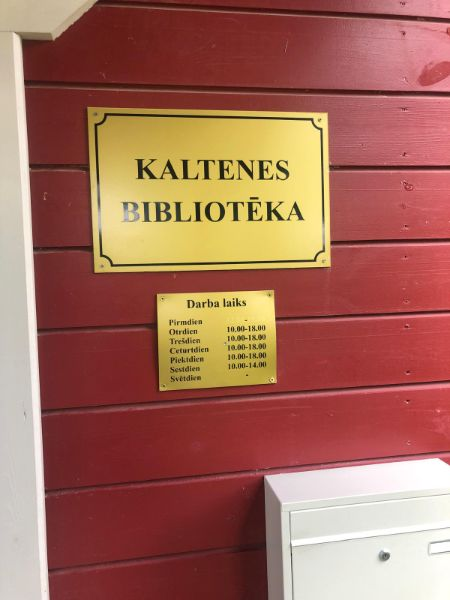 KALTENES
BIBLIOTĒKA
Darba laiks
Pirmdien
Otrdien 10.00-18.00
Trešdien 10.00-18.00
Ceturtdien 10.00-18.00
Piektdien 10.00-18.00
Sestdien 10.00-14.00
Svētdien